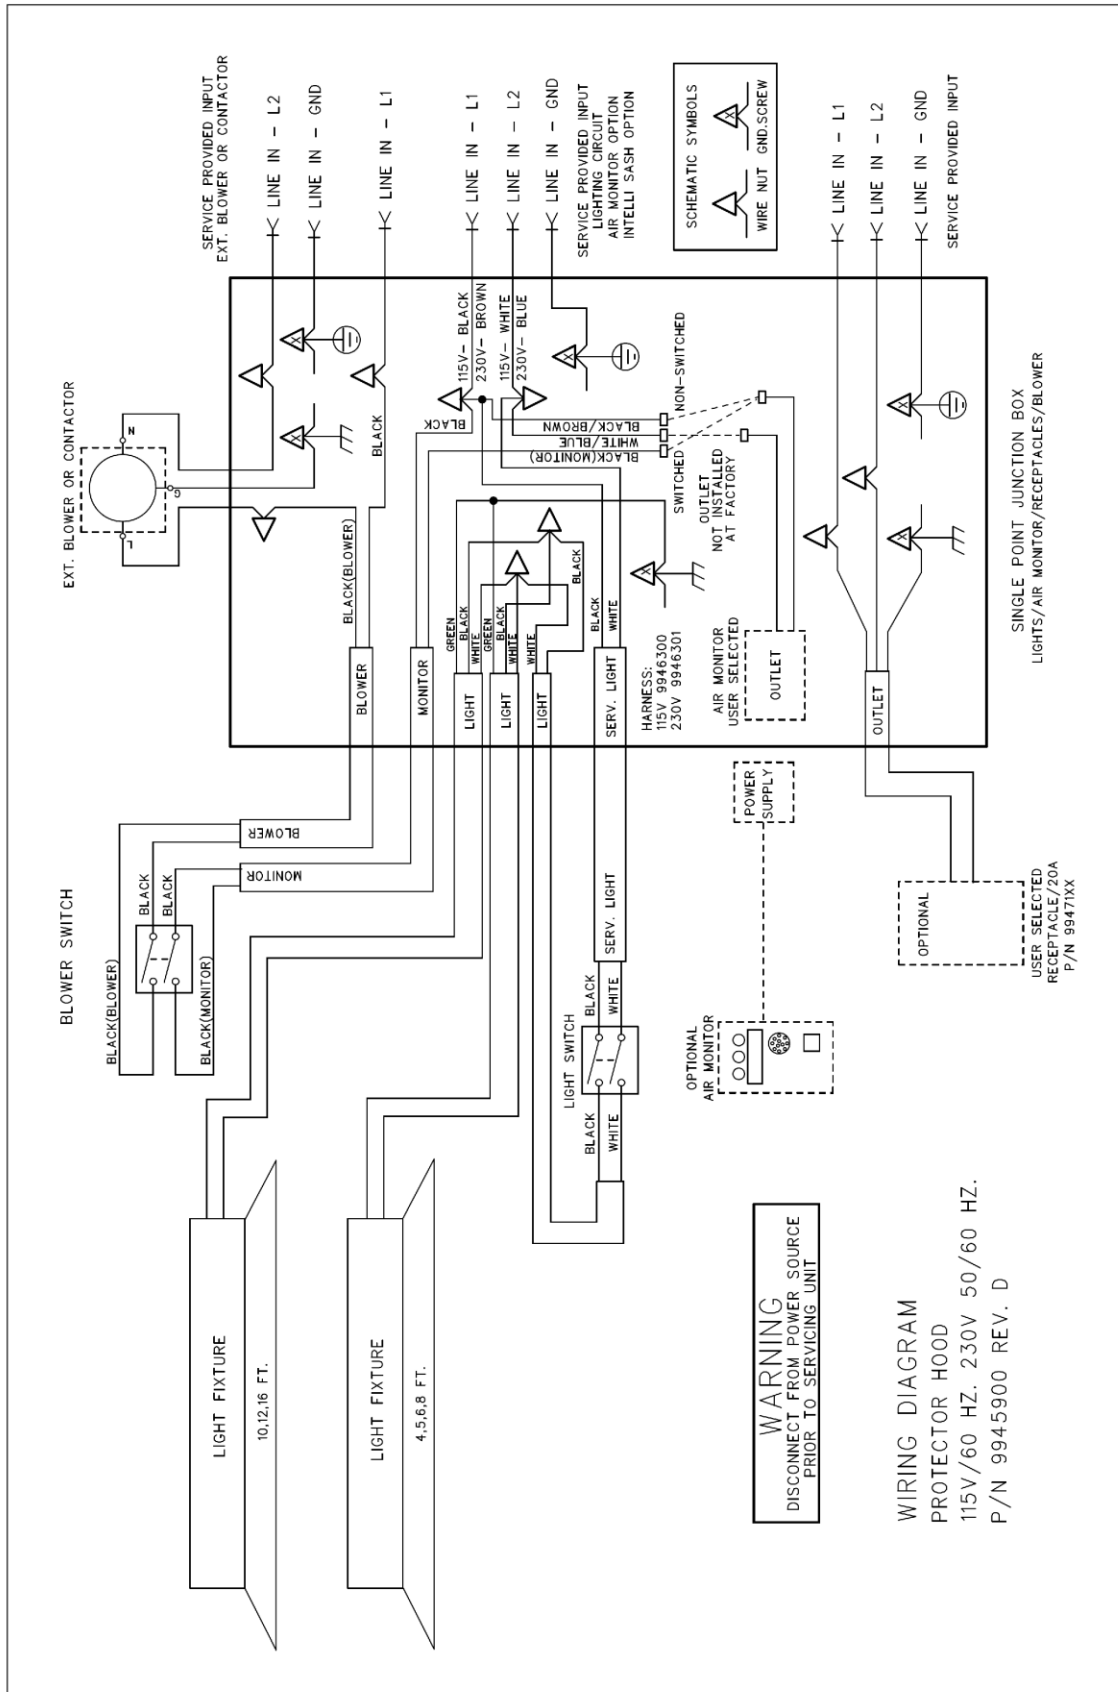 SERVICE PROVIDED INPUT
EXT. BLOWER OR CONTACTOR
LINE IN - L2
LINE IN - GND
LINE IN - L1
LINE IN - L1
LINE IN - L2
LINE IN - GND
SERVICE PROVIDED INPUT
LIGHTING CIRCUIT
AIR MONITOR OPTION
INTELLI SASH OPTION
SCHEMATIC SYMBOLS
X
WIRE NUT
GND.SCREW
LINE IN - L1
LINE IN - L2
LINE IN - GND
SERVICE PROVIDED INPUT
EXT. BLOWER OR CONTACTOR
N
G
L
X
X
BLACK
BLACK(BLOWER)
BLOWER
115V- BLACK
230V- BROWN
115V- WHITE
230V- BLUE
BLACK
X
NON-SWITCHED
BLACK/BROWN
WHITE/BLUE
BLACK(MONITOR)
SWITCHED
OUTLET
NOT INSTALLED
AT FACTORY
MONITOR
GREEN
BLACK
WHITE
GREEN
BLACK
WHITE
WHITE
BLACK
BLACK
WHITE
LIGHT
LIGHT
LIGHT
SERV. LIGHT
X
HARNESS:
115V 9946300
230V 9946301
AIR MONITOR
USER SELECTED
OUTLET
X
X
OUTLET
SINGLE POINT JUNCTION BOX
LIGHTS/AIR MONITOR/RECEPTACLES/BLOWER
BLOWER SWITCH
BLACK(BLOWER)
BLACK
BLACK
BLACK(MONITOR)
BLOWER
MONITOR
SERV. LIGHT
LIGHT SWITCH
BLACK
WHITE
BLACK
WHITE
POWER
SUPPLY
OPTIONAL
AIR MONITOR
OPTIONAL
USER SELECTED
RECEPTACLE/20A
P/N 99471XX
LIGHT FIXTURE
10,12,16 FT.
LIGHT FIXTURE
4,5,6,8 FT.
WARNING
DISCONNECT FROM POWER SOURCE
PRIOR TO SERVICING UNIT
WIRING DIAGRAM
PROTECTOR HOOD
115V/60 HZ. 230V 50/60 HZ.
P/N 9945900 REV. D